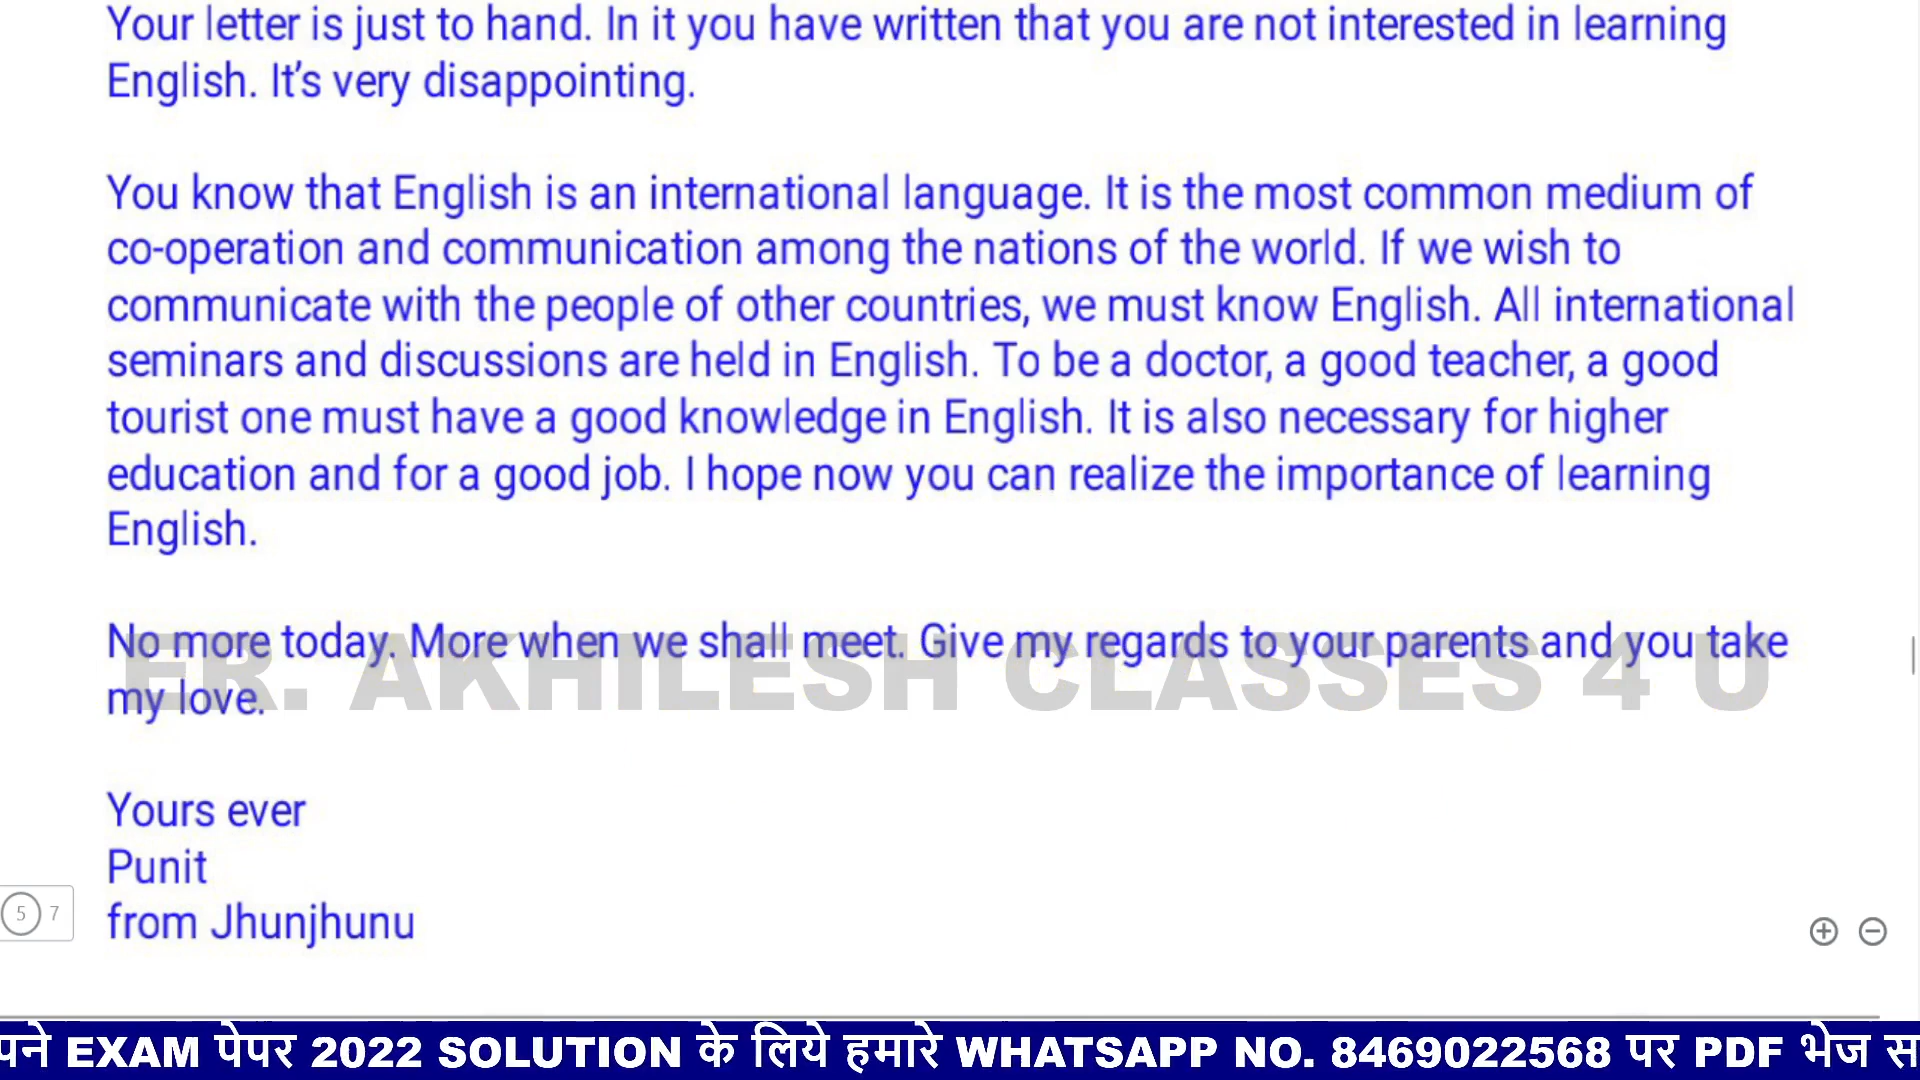 Your letter is just to hand. In it you have written that you are not interested in learning
English. It's very disappointing.
You know that English is an international language. It is the most common medium of
co-operation and communication among the nations of the world. If we wish to
communicate with the people of other countries, we must know English. All international
seminars and discussions are held in English. To be a doctor, a good teacher, a good
tourist one must have a good knowledge in English. It is also necessary for higher
education and for a good job. I hope now you can realize the importance of learning
English.
No more today. More when we shall meet. Give my regards to your parents and you take
my love.
ER. AKHILESH CLASSES 4 U
Yours ever
Punit
from Jhunjhunu
5 7
EXAM पेपर 2022 SOLUTION के लिये हमारे WHATSAPP NO. 8469022568 पर PDF भेज